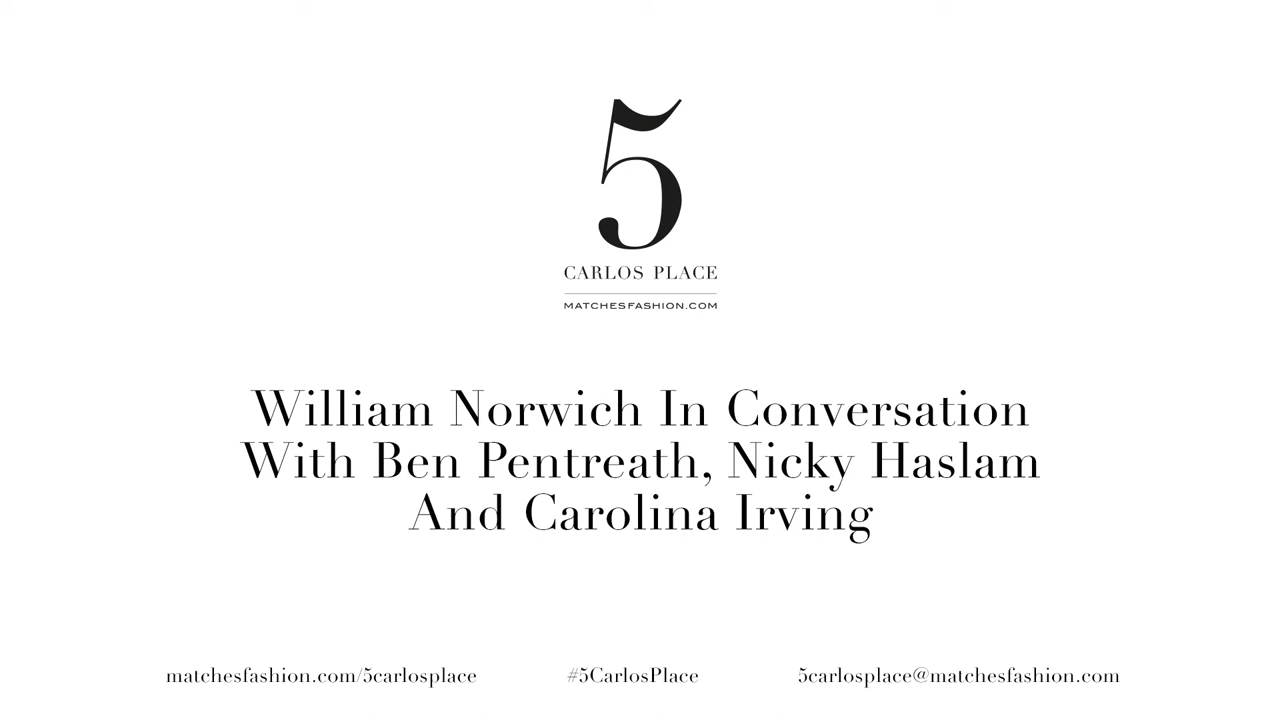 5
CARLOS PLACE
MATCHESFASHION.COM
William Norwich In Conversation
With Ben Pentreath, Nicky Haslam
And Carolina Irving
matchesfashion.com/5carlosplace
#5CarlosPlace
5carlosplace@matchesfashion.com